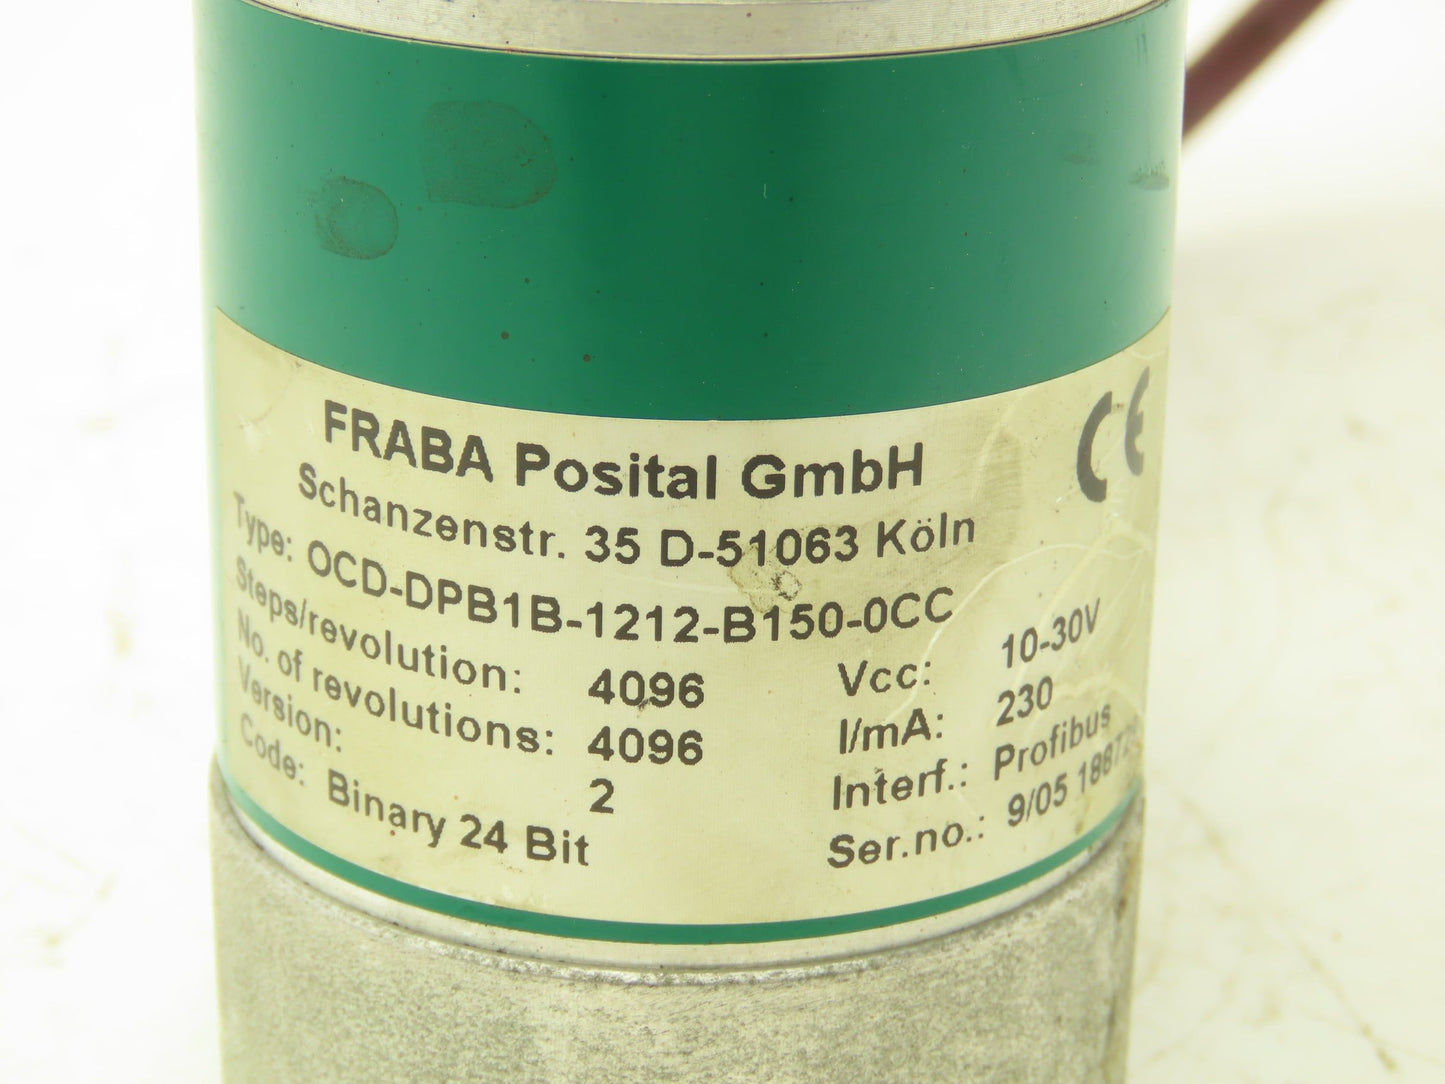 FRABA Posital GmbH
CE
Schanzenstr. 35 D-51063 Köln
Type: OCD-DPB1B-1212-B150-0CC
Steps/revolution: 4096 Vcc: 10-30V
No. of revolutions: 4096 I/mA: 230
Version: 2 Interf.: Profibus
Code: Binary 24 Bit Ser.no.: 9/05